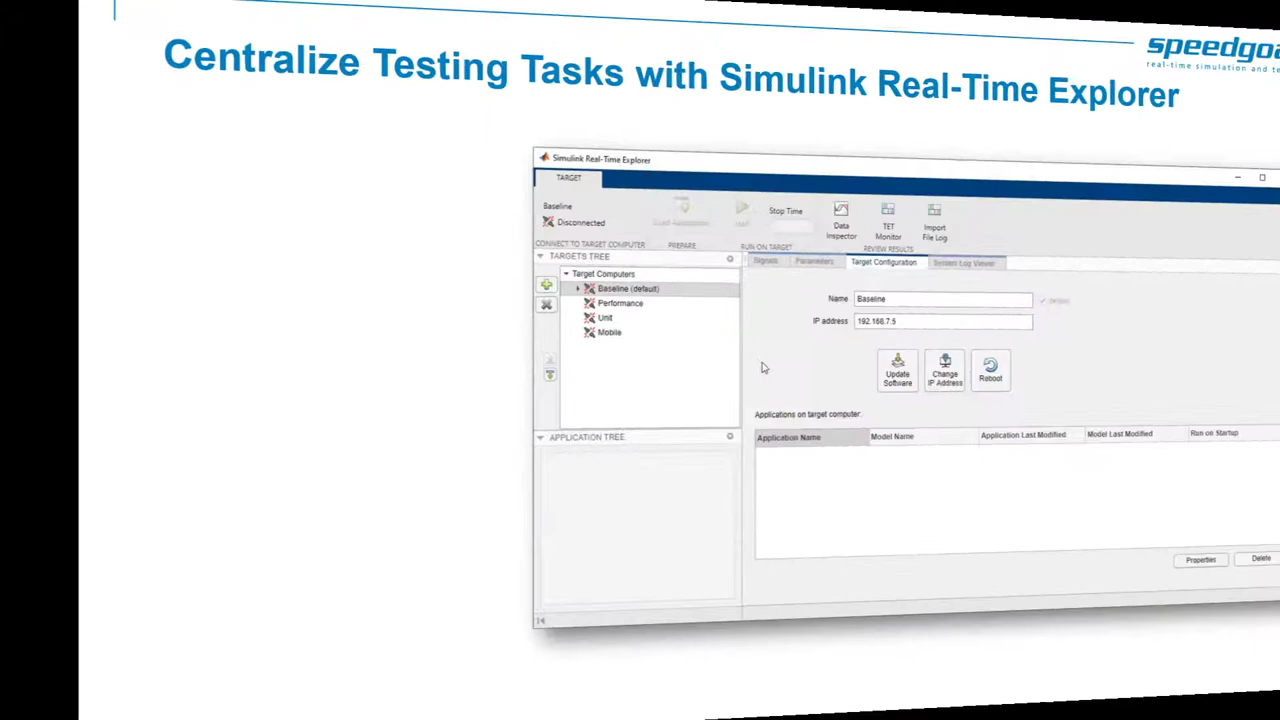 Centralize Testing Tasks with Simulink Real-Time Explorer
real-time simulation and
Simulink Real-Time Explorer
TARGET
Baseline
Disconnected
Stop Time
Data
Inspector
TET
Monitor
Import
File Log
CONNECT TO TARGET COMPUTER
PREPARE
RUN ON TARGET
REVIEW RESULTS
TARGETS TREE
Signals
Parameters
Target Configuration
System Log Viewer
Target Computers
Baseline (default)
Performance
Unit
Mobile
Name
Baseline
IP address
192.168.7.5
Update
Software
Change
IP Address
Reboot
Applications on target computer:
Application Name
Model Name
Application Last Modified
Model Last Modified
Run on Startup
APPLICATION TREE
Properties
Delete